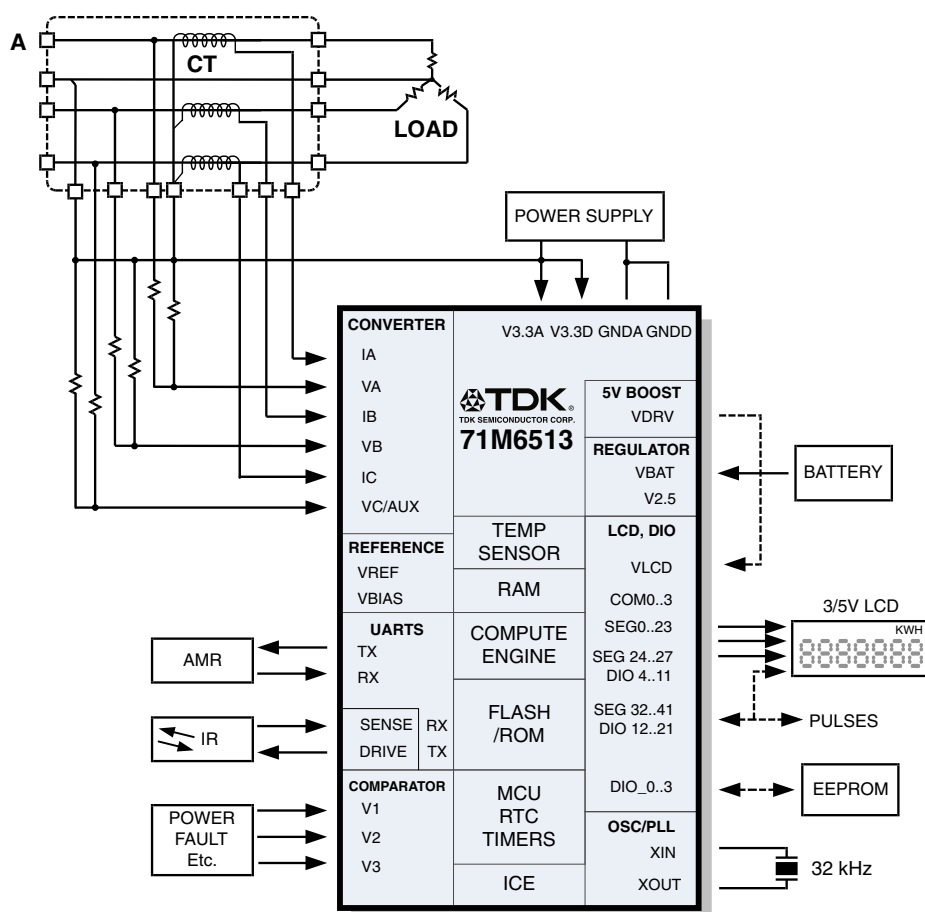 A
CT
LOAD
POWER SUPPLY
CONVERTER
IA
VA
IB
VB
IC
VC/AUX
REFERENCE
VREF
VBIAS
UARTS
TX
RX
SENSE RX
DRIVE TX
COMPARATOR
V1
V2
V3
V3.3A V3.3D GNDA GNDD
TDK®
TDK SEMICONDUCTOR CORP.
71M6513
TEMP
SENSOR
RAM
COMPUTE
ENGINE
FLASH
/ROM
MCU
RTC
TIMERS
ICE
5V BOOST
VDRV
REGULATOR
VBAT
V2.5
LCD, DIO
VLCD
COM0..3
SEG0..23
SEG 24..27
DIO 4..11
SEG 32..41
DIO 12..21
DIO_0..3
OSC/PLL
XIN
XOUT
AMR
IR
POWER
FAULT
Etc.
BATTERY
3/5V LCD
KWH
8888888
PULSES
EEPROM
32 kHz